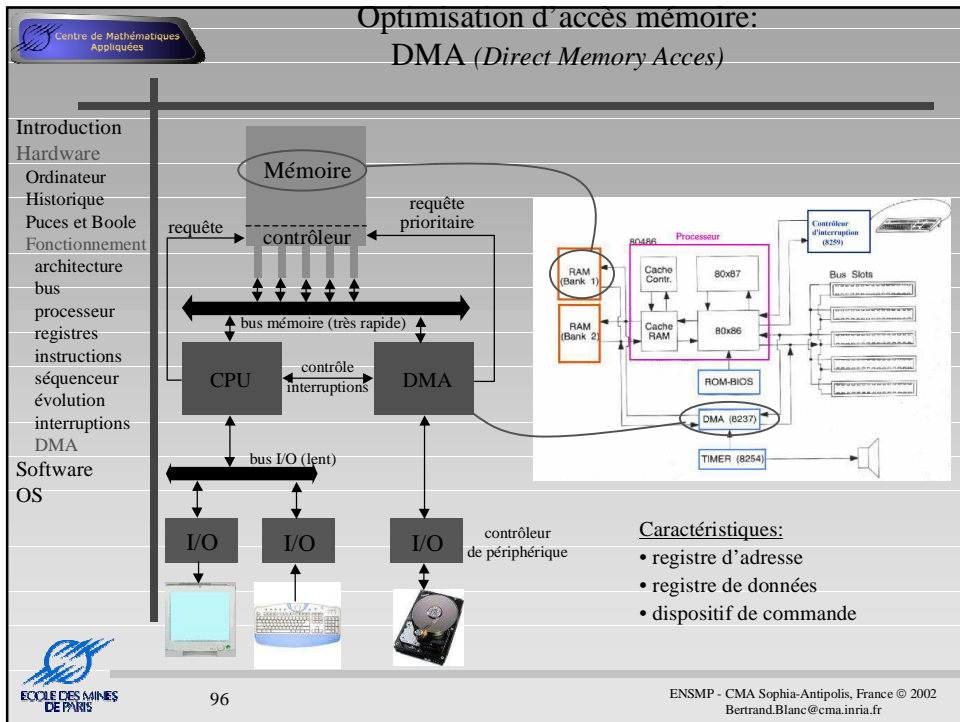 Centre de Mathématiques
Appliquées
Optimisation d'accès mémoire:
DMA (Direct Memory Acces)
Introduction
Hardware
Ordinateur
Historique
Puces et Boole
Fonctionnement
architecture
bus
processeur
registres
instructions
séquenceur
évolution
interruptions
DMA
Software
OS
Mémoire
contrôleur
requête
requête
prioritaire
bus mémoire (très rapide)
CPU
contrôle
interruptions
DMA
bus I/O (lent)
I/O
I/O
I/O
contrôleur
de périphérique
80486
Processeur
Contrôleur
d'interruption
(8259)
RAM
(Bank 1)
Cache
Contr.
80x87
Bus Slots
RAM
(Bank 2)
Cache
RAM
80x86
ROM-BIOS
DMA (8237)
TIMER (8254)
Caractéristiques:
• registre d'adresse
• registre de données
• dispositif de commande
ECOLE DES MINES
DE PARIS
96
ENSMP - CMA Sophia-Antipolis, France © 2002
Bertrand.Blanc@cma.inria.fr